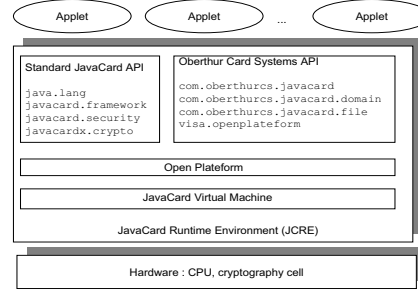 Applet
Applet
...
Applet
Standard JavaCard API
java.lang
javacard.framework
javacard.security
javacardx.crypto
Oberthur Card Systems API
com.oberthurcs.javacard
com.oberthurcs.javacard.domain
com.oberthurcs.javacard.file
visa.openplateform
Open Plateform
JavaCard Virtual Machine
JavaCard Runtime Environment (JCRE)
Hardware : CPU, cryptography cell